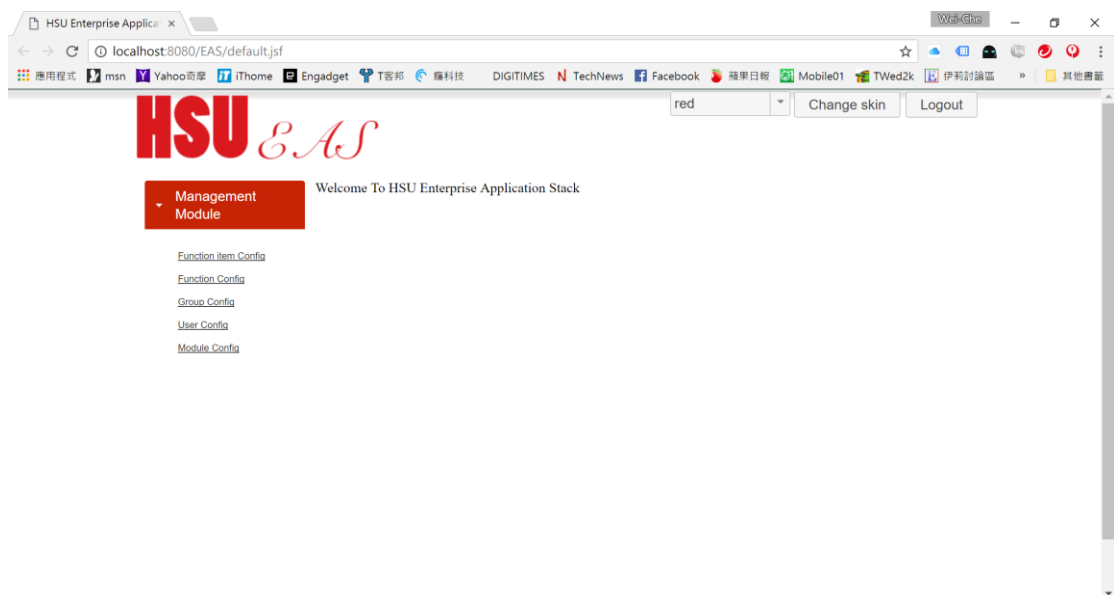 Wei-Che
HSU Enterprise Applicat
localhost:8080/EAS/default.jsf
應用程式 msn Yahoo奇摩 iThome Engadget T客邦 癮科技 DIGITIMES TechNews Facebook 蘋果日報 Mobile01 TWed2k 伊莉討論區 » 其他書籤
HSU EAS
red Change skin Logout
Management
Module
Welcome To HSU Enterprise Application Stack
Function item Config
Function Config
Group Config
User Config
Module Config